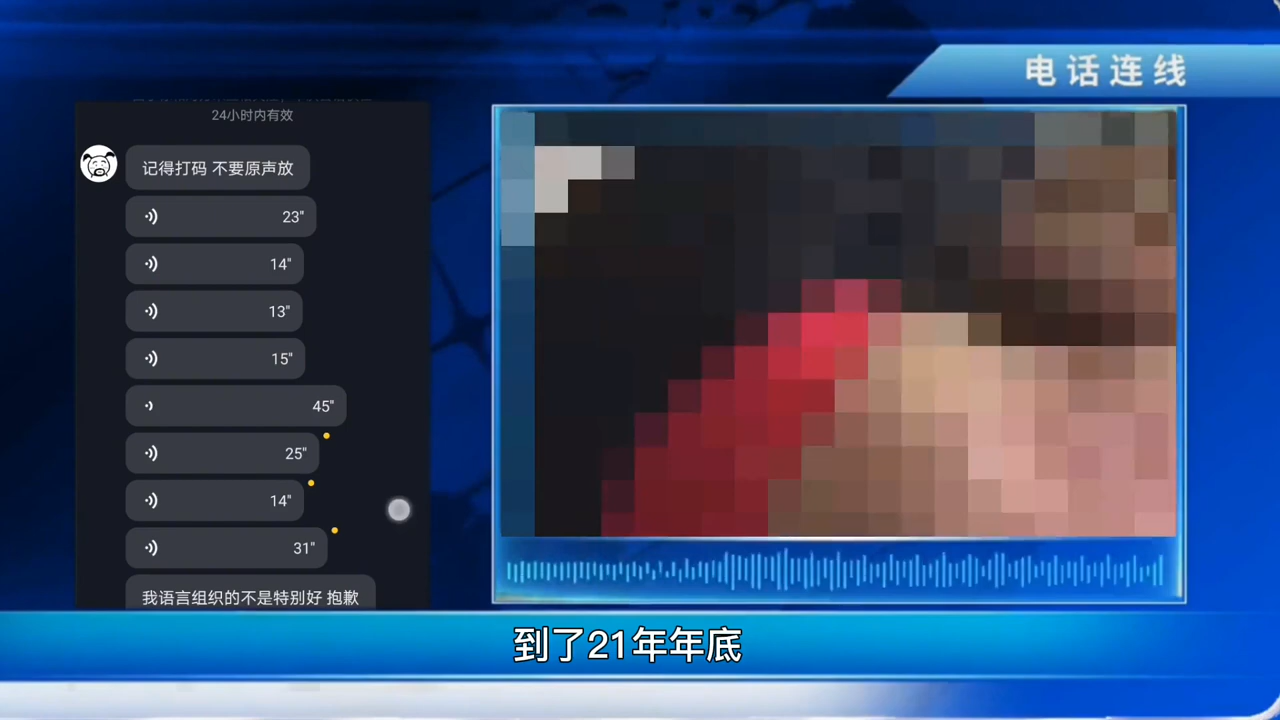 电话连线
24小时内有效
记得打码 不要原声放
23"
14"
13"
15"
45"
25"
14"
31"
我语言组织的不是特别好 抱歉
到了21年年底